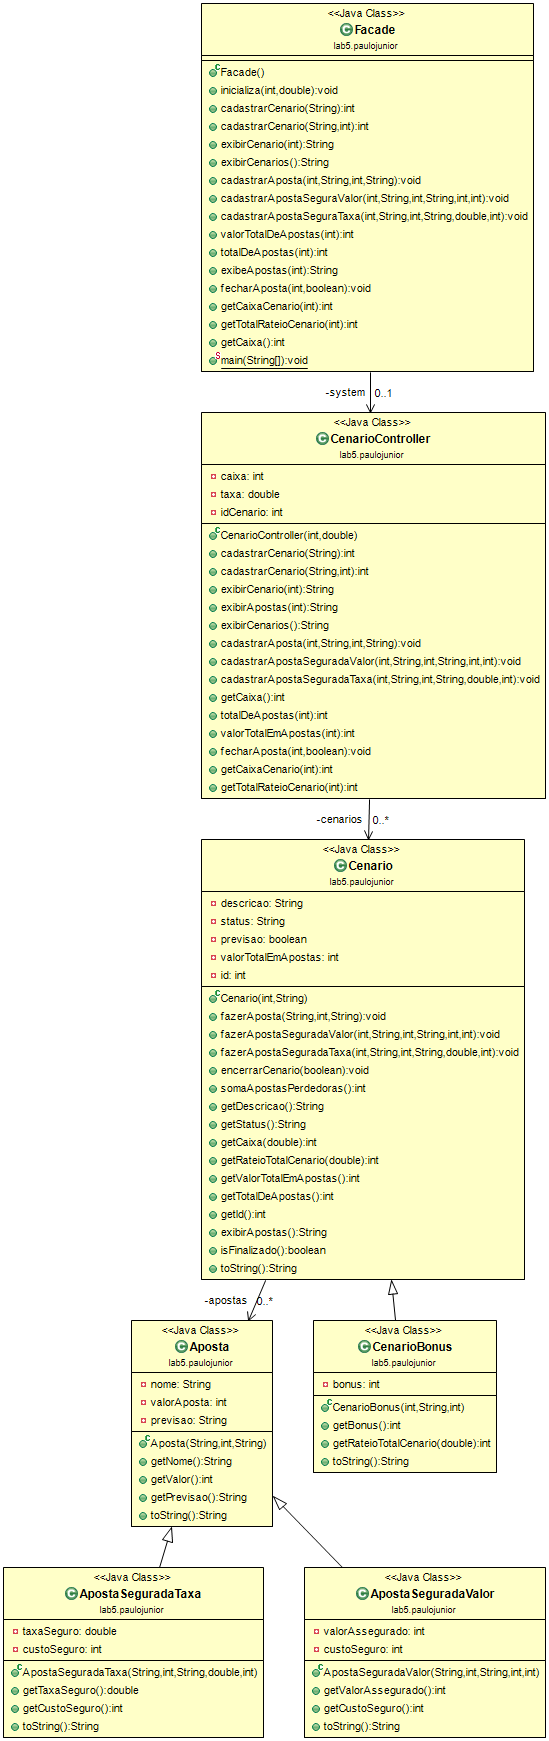 <<Java Class>>
Facade
lab5.paulojunior
Facade()
inicializa(int,double):void
cadastrarCenario(String):int
cadastrarCenario(String,int):int
exibirCenario(int):String
exibirCenarios():String
cadastrarAposta(int,String,int,String):void
cadastrarApostaSeguraValor(int,String,int,String,int,int):void
cadastrarApostaSeguraTaxa(int,String,int,String,double,int):void
valorTotalDeApostas(int):int
totalDeApostas(int):int
exibeApostas(int):String
fecharAposta(int,boolean):void
getCaixaCenario(int):int
getTotalRateioCenario(int):int
getCaixa():int
main(String[]):void
-system 0..1
<<Java Class>>
CenarioController
lab5.paulojunior
caixa: int
taxa: double
idCenario: int
CenarioController(int,double)
cadastrarCenario(String):int
cadastrarCenario(String,int):int
exibirCenario(int):String
exibirApostas(int):String
exibirCenarios():String
cadastrarAposta(int,String,int,String):void
cadastrarApostaSeguradaValor(int,String,int,String,int,int):void
cadastrarApostaSeguradaTaxa(int,String,int,String,double,int):void
getCaixa():int
totalDeApostas(int):int
valorTotalEmApostas(int):int
fecharAposta(int,boolean):void
getCaixaCenario(int):int
getTotalRateioCenario(int):int
-cenarios 0..*
<<Java Class>>
Cenario
lab5.paulojunior
descricao: String
status: String
previsao: boolean
valorTotalEmApostas: int
id: int
Cenario(int,String)
fazerAposta(String,int,String):void
fazerApostaSeguradaValor(int,String,int,String,int,int):void
fazerApostaSeguradaTaxa(int,String,int,String,double,int):void
encerrarCenario(boolean):void
somaApostasPerdedoras():int
getDescricao():String
getStatus():String
getCaixa(double):int
getRateioTotalCenario(double):int
getValorTotalEmApostas():int
getTotalDeApostas():int
getId():int
exibirApostas():String
isFinalizado():boolean
toString():String
-apostas 0..*
<<Java Class>>
Aposta
lab5.paulojunior
nome: String
valorAposta: int
previsao: String
Aposta(String,int,String)
getNome():String
getValor():int
getPrevisao():String
toString():String
<<Java Class>>
CenarioBonus
lab5.paulojunior
bonus: int
CenarioBonus(int,String,int)
getBonus():int
getRateioTotalCenario(double):int
toString():String
<<Java Class>>
ApostaSeguradaTaxa
lab5.paulojunior
taxaSeguro: double
custoSeguro: int
ApostaSeguradaTaxa(String,int,String,double,int)
getTaxaSeguro():double
getCustoSeguro():int
toString():String
<<Java Class>>
ApostaSeguradaValor
lab5.paulojunior
valorAssegurado: int
custoSeguro: int
ApostaSeguradaValor(String,int,String,int,int)
getValorAssegurado():int
getCustoSeguro():int
toString():String